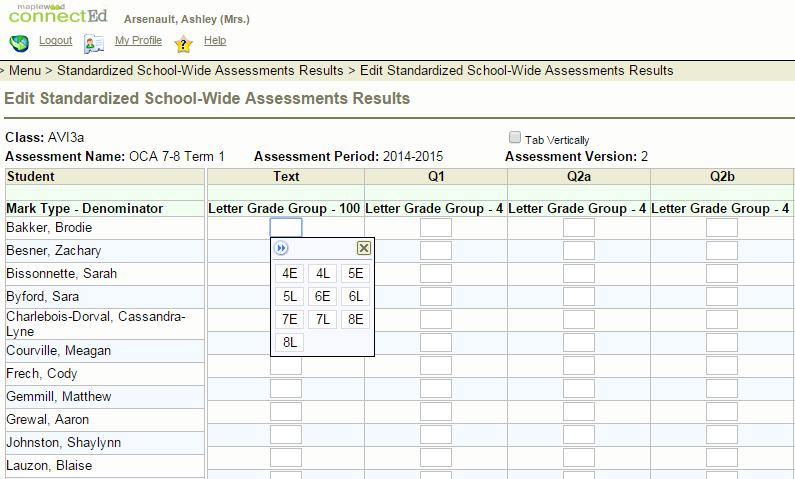 maplewood
connectEd
Arsenault, Ashley (Mrs.)
Logout My Profile Help
> Menu > Standardized School-Wide Assessments Results > Edit Standardized School-Wide Assessments Results
Edit Standardized School-Wide Assessments Results
Class: AVI3a Tab Vertically
Assessment Name: OCA 7-8 Term 1 Assessment Period: 2014-2015 Assessment Version: 2
Student Text Q1 Q2a Q2b
Mark Type - Denominator Letter Grade Group - 100 Letter Grade Group - 4 Letter Grade Group - 4 Letter Grade Group - 4
Bakker, Brodie
Besner, Zachary
Bissonnette, Sarah
4E 4L 5E
Byford, Sara
5L 6E 6L
Charlebois-Dorval, Cassandra-
Lyne
7E 7L 8E
Courville, Meagan
8L
Frech, Cody
Gemmill, Matthew
Grewal, Aaron
Johnston, Shaylynn
Lauzon, Blaise